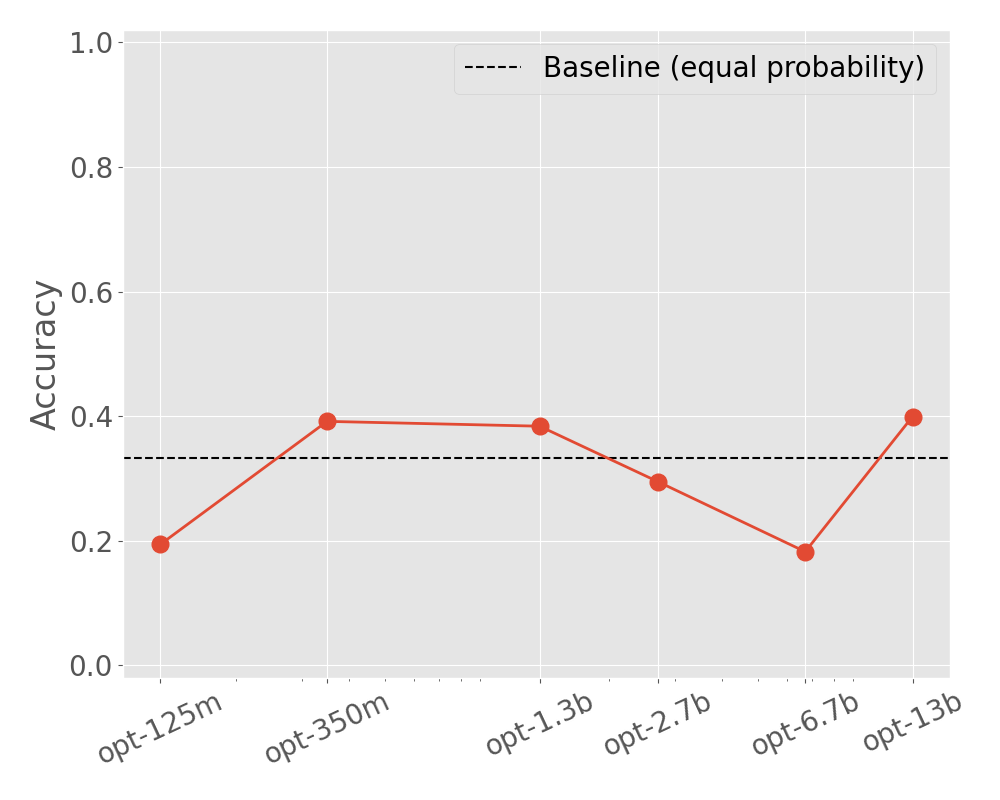 1.0
Baseline (equal probability)
0.8
0.6
Accuracy
0.4
0.2
0.0
opt-125m
opt-350m
opt-1.3b
opt-2.7b
opt-6.7b
opt-13b